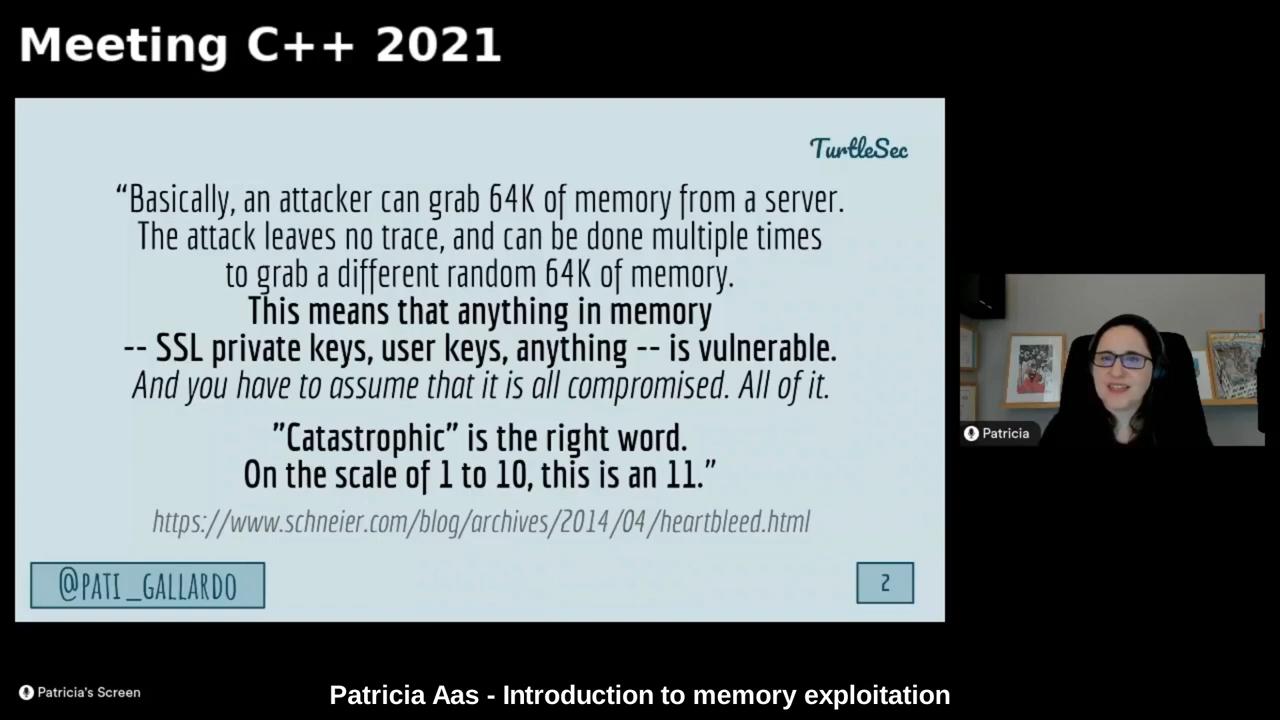 Meeting C++ 2021
TurtleSec
“Basically, an attacker can grab 64K of memory from a server.
The attack leaves no trace, and can be done multiple times
to grab a different random 64K of memory.
This means that anything in memory
-- SSL private keys, user keys, anything -- is vulnerable.
And you have to assume that it is all compromised. All of it.
”Catastrophic” is the right word.
On the scale of 1 to 10, this is an 11.”
https://www.schneier.com/blog/archives/2014/04/heartbleed.html
@PATI_GALLARDO
2
Patricia
Patricia's Screen
Patricia Aas - Introduction to memory exploitation